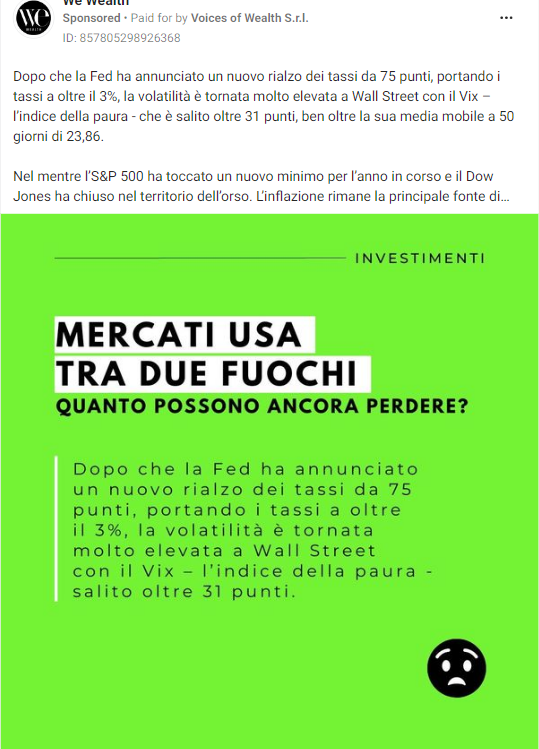 We Wealth
Sponsored • Paid for by Voices of Wealth S.r.l.
ID: 857805298926368
Dopo che la Fed ha annunciato un nuovo rialzo dei tassi da 75 punti, portando i
tassi a oltre il 3%, la volatilità è tornata molto elevata a Wall Street con il Vix –
l'indice della paura - che è salito oltre 31 punti, ben oltre la sua media mobile a 50
giorni di 23,86.
Nel mentre l'S&P 500 ha toccato un nuovo minimo per l'anno in corso e il Dow
Jones ha chiuso nel territorio dell'orso. L'inflazione rimane la principale fonte di...
INVESTIMENTI
MERCATI USA
TRA DUE FUOCHI
QUANTO POSSONO ANCORA PERDERE?
Dopo che la Fed ha annunciato
un nuovo rialzo dei tassi da 75
punti, portando i tassi a oltre
il 3%, la volatilità è tornata
molto elevata a Wall Street
con il Vix – l'indice della paura -
salito oltre 31 punti.